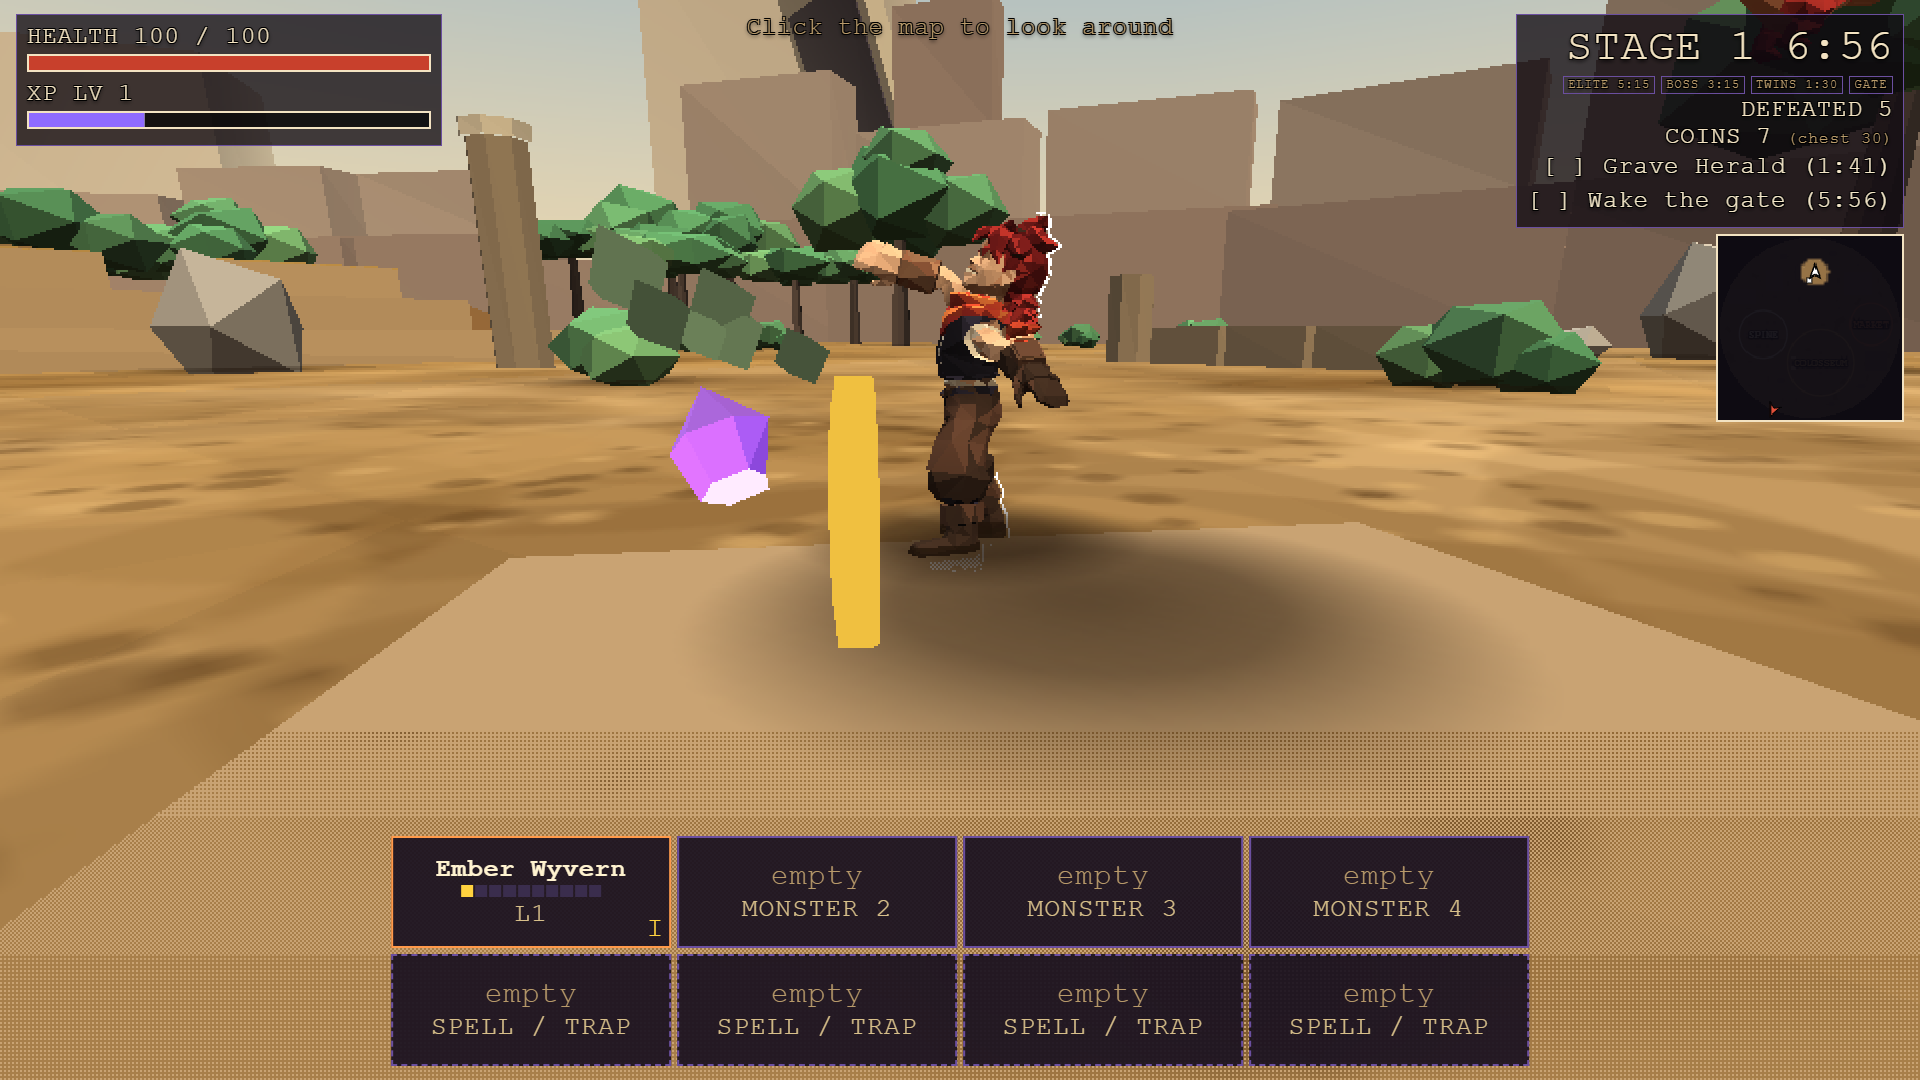 HEALTH 100 / 100
XP LV 1
Click the map to look around
STAGE 1 6:56
ELITE 5:15 BOSS 3:15 TWINS 1:30 GATE
DEFEATED 5
COINS 7 (chest 30)
[ ] Grave Herald (1:41)
[ ] Wake the gate (5:56)
Ember Wyvern
L1
I
empty
MONSTER 2
empty
MONSTER 3
empty
MONSTER 4
empty
SPELL / TRAP
empty
SPELL / TRAP
empty
SPELL / TRAP
empty
SPELL / TRAP